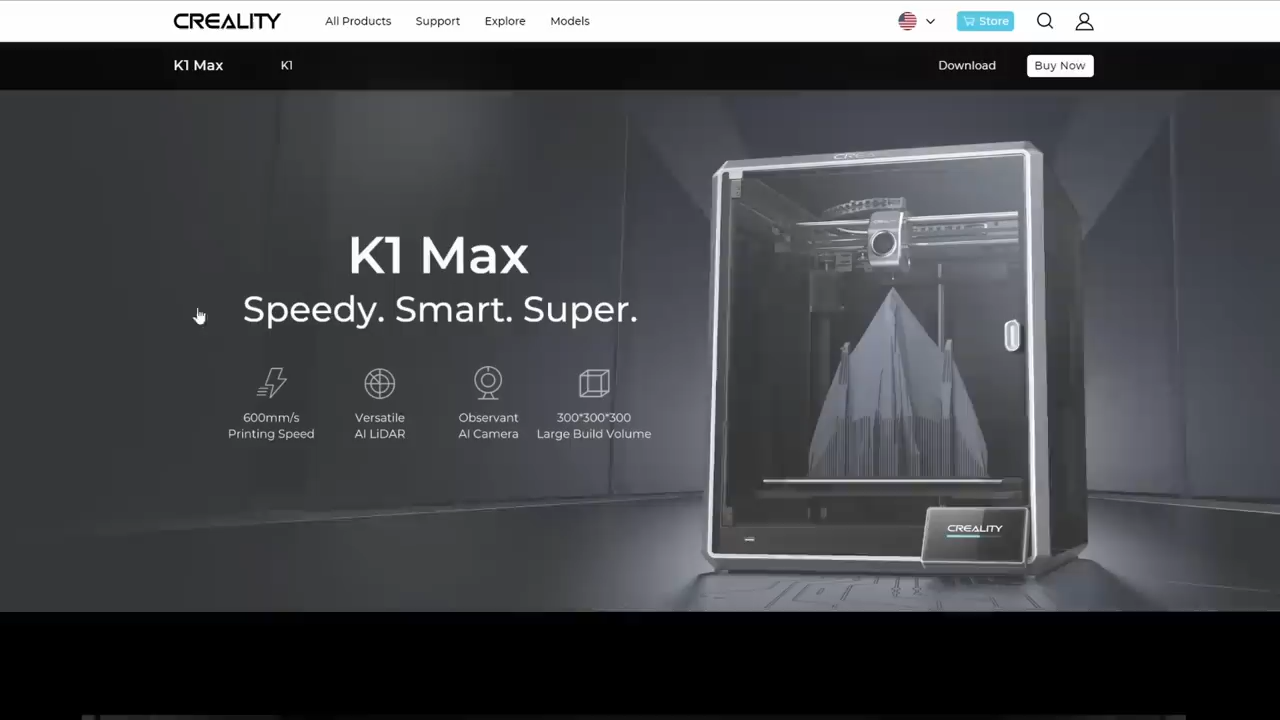 CREALITY
All Products
Support
Explore
Models
Store
K1 Max
K1
Download
Buy Now
K1 Max
Speedy. Smart. Super.
600mm/s
Printing Speed
Versatile
AI LiDAR
Observant
AI Camera
300*300*300
Large Build Volume
CREALITY